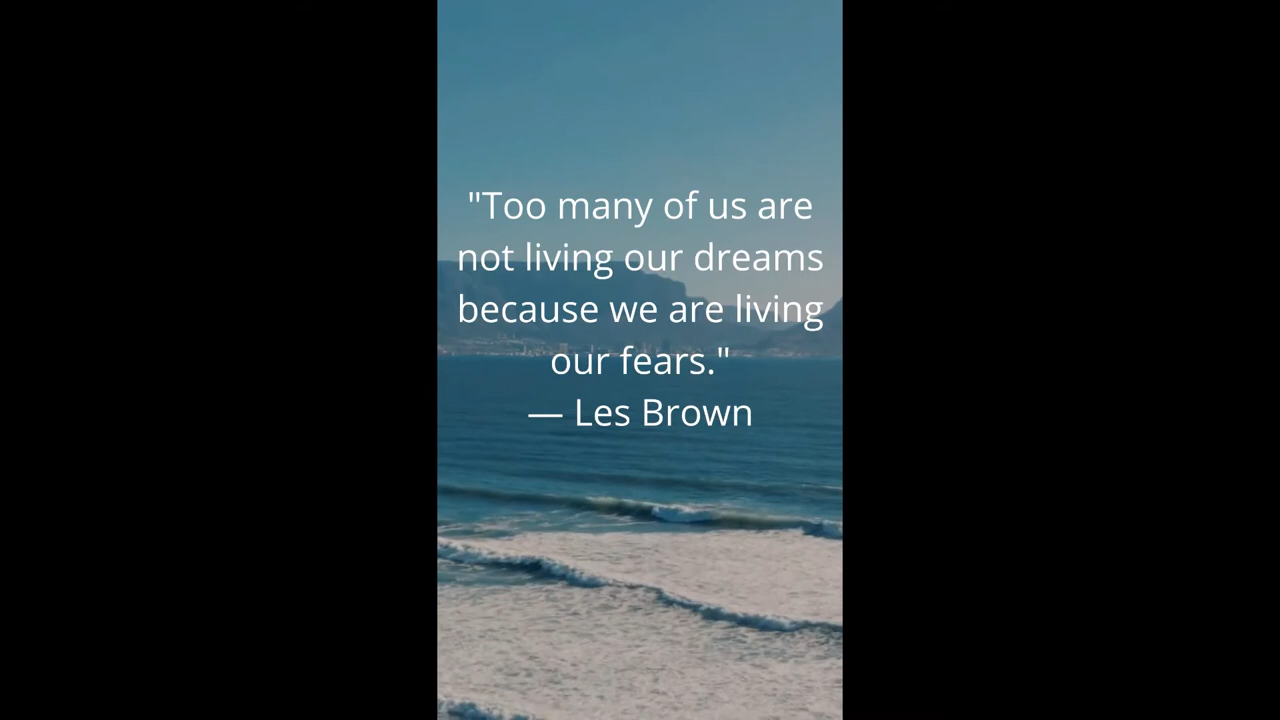 "Too many of us are
not living our dreams
because we are living
our fears."
— Les Brown